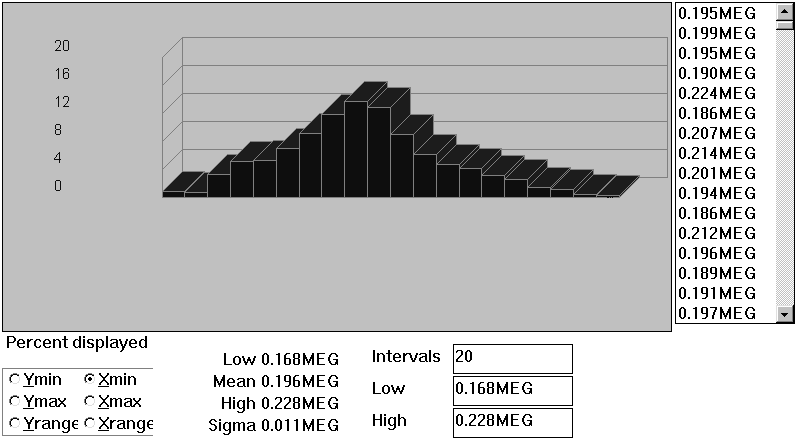 20
16
12
8
4
0
0.195MEG
0.199MEG
0.195MEG
0.190MEG
0.224MEG
0.186MEG
0.207MEG
0.214MEG
0.201MEG
0.194MEG
0.186MEG
0.212MEG
0.196MEG
0.189MEG
0.191MEG
0.197MEG
Percent displayed
Ymin Xmin
Ymax Xmax
Yrange Xrange
Low 0.168MEG
Mean 0.196MEG
High 0.228MEG
Sigma 0.011MEG
Intervals 20
Low 0.168MEG
High 0.228MEG